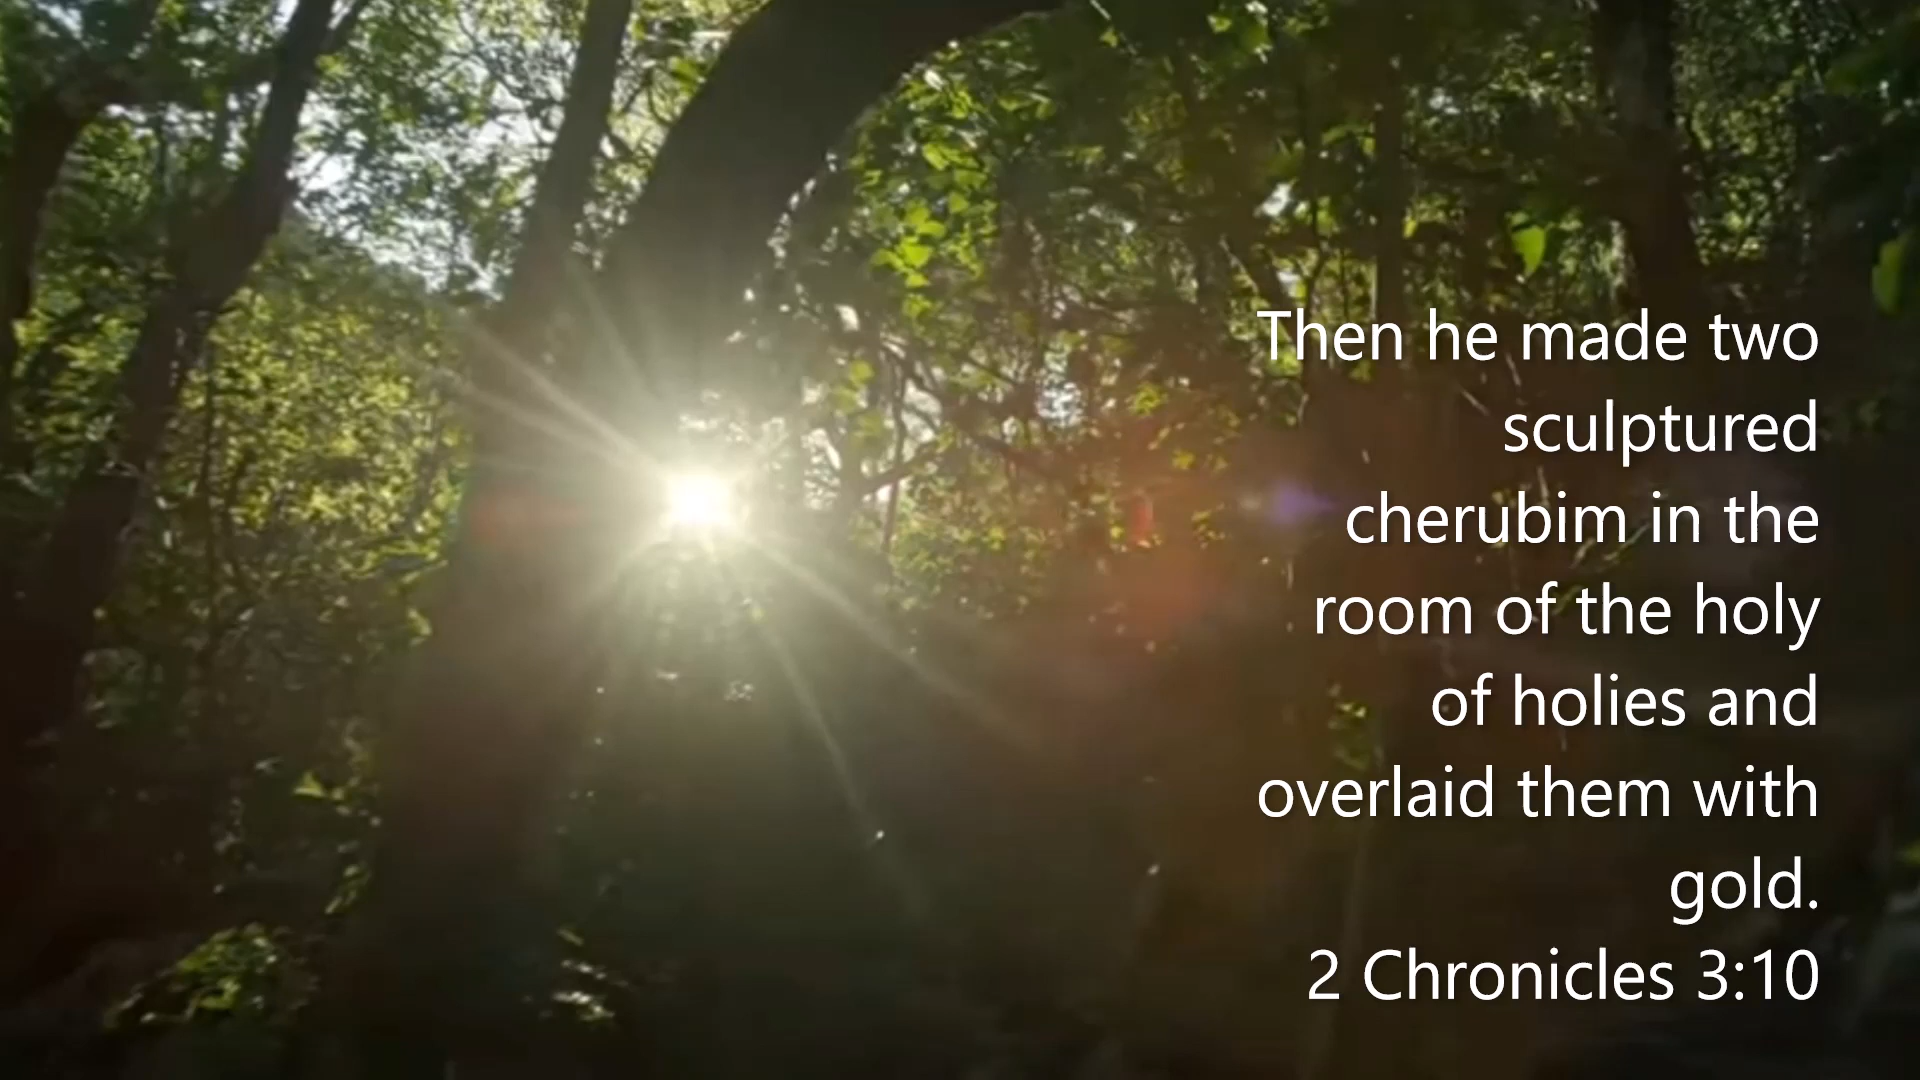 Then he made two
sculptured
cherubim in the
room of the holy
of holies and
overlaid them with
gold.
2 Chronicles 3:10